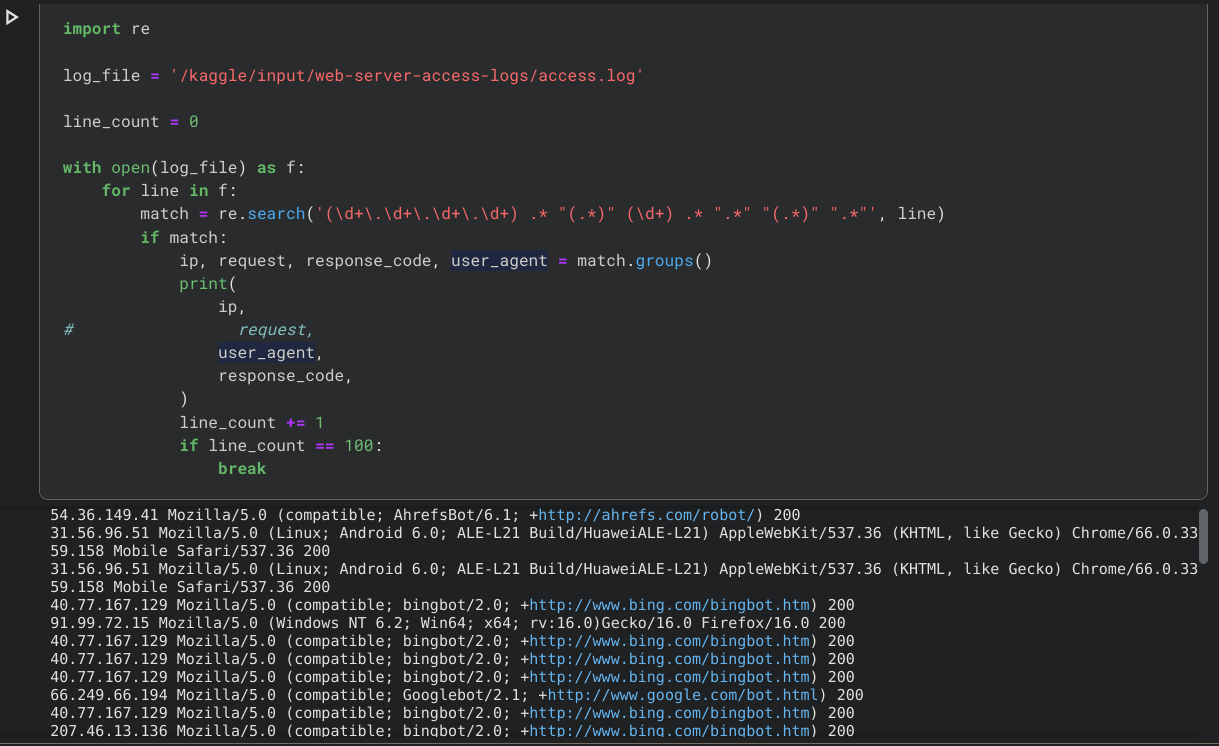 import re
log_file = '/kaggle/input/web-server-access-logs/access.log'
line_count = 0
with open(log_file) as f:
    for line in f:
        match = re.search('(\d+\.\d+\.\d+\.\d+) .* "(.*)" (\d+) .* ".*" "(.*)" ".*"', line)
        if match:
            ip, request, response_code, user_agent = match.groups()
            print(
                ip,
#                 request,
                user_agent,
                response_code,
            )
            line_count += 1
            if line_count == 100:
                break
54.36.149.41 Mozilla/5.0 (compatible; AhrefsBot/6.1; +http://ahrefs.com/robot/) 200
31.56.96.51 Mozilla/5.0 (Linux; Android 6.0; ALE-L21 Build/HuaweiALE-L21) AppleWebKit/537.36 (KHTML, like Gecko) Chrome/66.0.33
59.158 Mobile Safari/537.36 200
31.56.96.51 Mozilla/5.0 (Linux; Android 6.0; ALE-L21 Build/HuaweiALE-L21) AppleWebKit/537.36 (KHTML, like Gecko) Chrome/66.0.33
59.158 Mobile Safari/537.36 200
40.77.167.129 Mozilla/5.0 (compatible; bingbot/2.0; +http://www.bing.com/bingbot.htm) 200
91.99.72.15 Mozilla/5.0 (Windows NT 6.2; Win64; x64; rv:16.0)Gecko/16.0 Firefox/16.0 200
40.77.167.129 Mozilla/5.0 (compatible; bingbot/2.0; +http://www.bing.com/bingbot.htm) 200
40.77.167.129 Mozilla/5.0 (compatible; bingbot/2.0; +http://www.bing.com/bingbot.htm) 200
40.77.167.129 Mozilla/5.0 (compatible; bingbot/2.0; +http://www.bing.com/bingbot.htm) 200
66.249.66.194 Mozilla/5.0 (compatible; Googlebot/2.1; +http://www.google.com/bot.html) 200
40.77.167.129 Mozilla/5.0 (compatible; bingbot/2.0; +http://www.bing.com/bingbot.htm) 200
207.46.13.136 Mozilla/5.0 (compatible; bingbot/2.0; +http://www.bing.com/bingbot.htm) 200